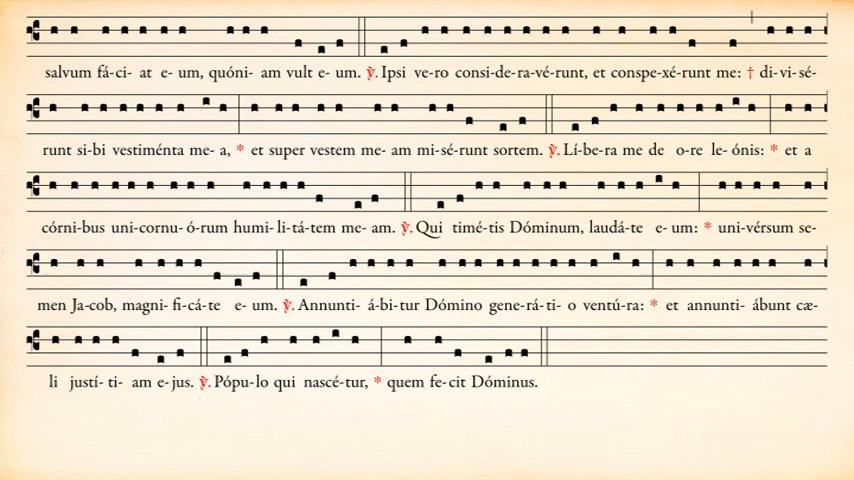 salvum fá-ci- at e- um, quóni- am vult e- um. ℣. Ipsi ve-ro consi-de-ra-vé-runt, et conspe-xé-runt me: † di-vi-sé-
runt si-bi vestiménta me- a, * et super vestem me- am mi-sé-runt sortem. ℣. Lí-be-ra me de o-re le-ónis: * et a
córni-bus uni-cornu-ó-rum humi-li-tá-tem me- am. ℣. Qui timé-tis Dóminum, laudá-te e- um: * uni-vérsum se-
men Ja-cob, magni-fi-cá-te e- um. ℣. Annunti- á-bi-tur Dómino gene-rá-ti- o ventú-ra: * et annunti- ábunt cæ-
li justí-ti- am e-jus. ℣. Pópu-lo qui nascé-tur, * quem fe-cit Dóminus.